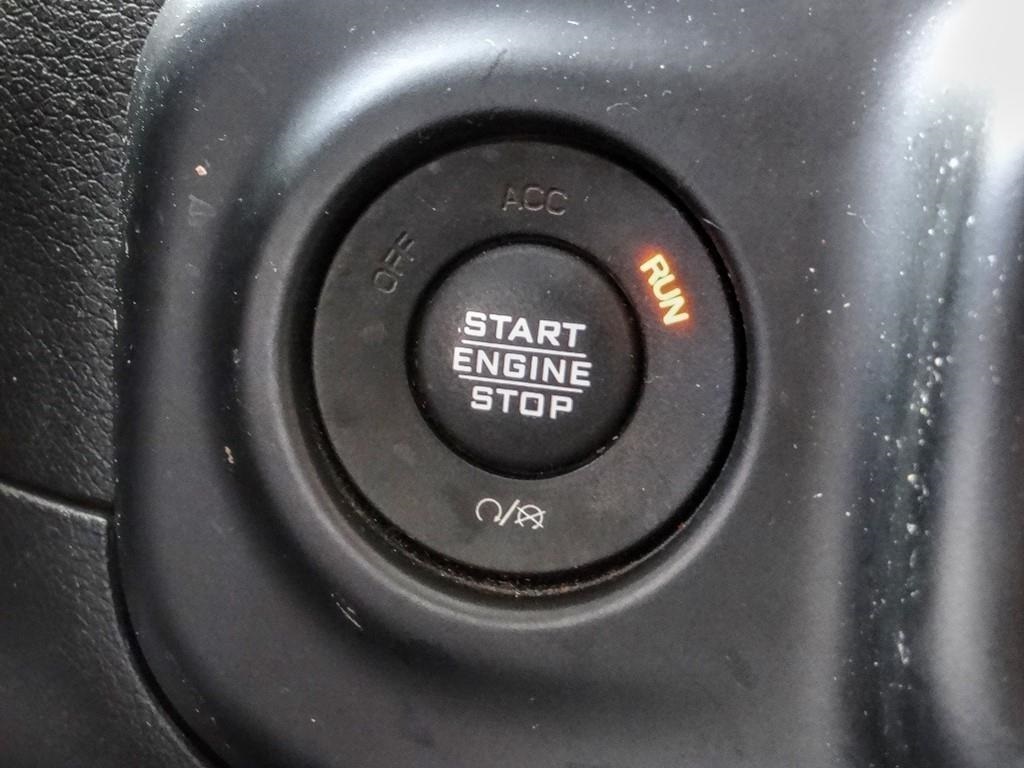 ACC
OFF
RUN
START
ENGINE
STOP